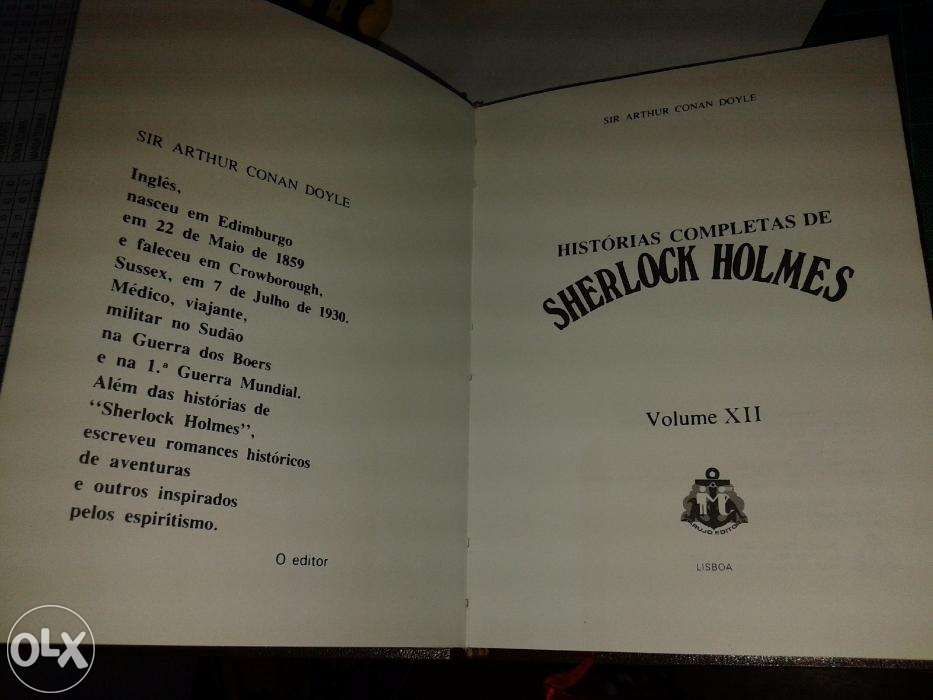 SIR ARTHUR CONAN DOYLE
Inglês,
nasceu em Edimburgo
em 22 de Maio de 1859
e faleceu em Crowborough,
Sussex, em 7 de Julho de 1930.
Médico, viajante,
militar no Sudão
na Guerra dos Boers
e na 1.ª Guerra Mundial.
Além das histórias de
“Sherlock Holmes”,
escreveu romances históricos
de aventuras
e outros inspirados
pelos espirítismo.
O editor
SIR ARTHUR CONAN DOYLE
HISTÓRIAS COMPLETAS DE
SHERLOCK HOLMES
Volume XII
LISBOA
OLX